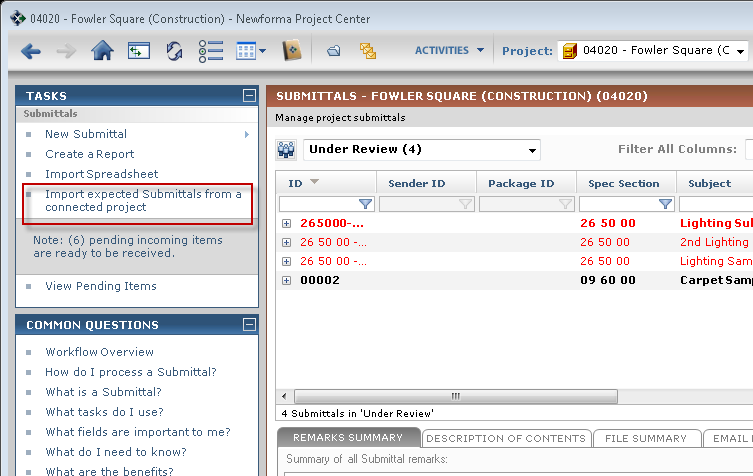 04020 - Fowler Square (Construction) - Newforma Project Center
ACTIVITIES Project: 04020 - Fowler Square (C
TASKS
Submittals
New Submittal
Create a Report
Import Spreadsheet
Import expected Submittals from a
connected project
Note: (6) pending incoming items
are ready to be received.
View Pending Items
COMMON QUESTIONS
Workflow Overview
How do I process a Submittal?
What is a Submittal?
What tasks do I use?
What fields are important to me?
What do I need to know?
What are the benefits?
SUBMITTALS - FOWLER SQUARE (CONSTRUCTION) (04020)
Manage project submittals
Under Review (4) Filter All Columns:
ID Sender ID Package ID Spec Section Subject
265000-... 26 50 00 Lighting Sul
26 50 00 -... 26 50 00 2nd Lighting
26 50 00 -... 26 50 00 Lighting Sam
00002 09 60 00 Carpet Samp
4 Submittals in 'Under Review'
REMARKS SUMMARY DESCRIPTION OF CONTENTS FILE SUMMARY EMAIL
Summary of all Submittal remarks: